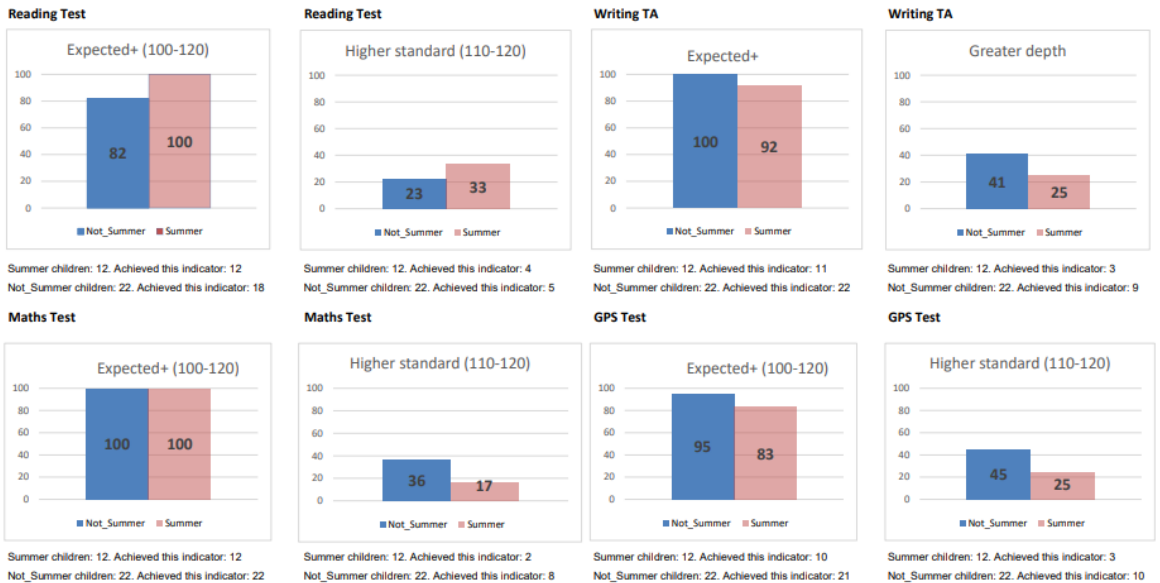 Reading Test
Expected+ (100-120)
100
80
60
40
20
0
82
100
Not_Summer Summer
Summer children: 12. Achieved this indicator: 12
Not_Summer children: 22. Achieved this indicator: 18
Reading Test
Higher standard (110-120)
100
80
60
40
20
0
23
33
Not_Summer Summer
Summer children: 12. Achieved this indicator: 4
Not_Summer children: 22. Achieved this indicator: 5
Writing TA
Expected+
100
80
60
40
20
0
100
92
Not_Summer Summer
Summer children: 12. Achieved this indicator: 11
Not_Summer children: 22. Achieved this indicator: 22
Writing TA
Greater depth
100
80
60
40
20
0
41
25
Not_Summer Summer
Summer children: 12. Achieved this indicator: 3
Not_Summer children: 22. Achieved this indicator: 9
Maths Test
Expected+ (100-120)
100
80
60
40
20
0
100
100
Not_Summer Summer
Summer children: 12. Achieved this indicator: 12
Not_Summer children: 22. Achieved this indicator: 22
Maths Test
Higher standard (110-120)
100
80
60
40
20
0
36
17
Not_Summer Summer
Summer children: 12. Achieved this indicator: 2
Not_Summer children: 22. Achieved this indicator: 8
GPS Test
Expected+ (100-120)
100
80
60
40
20
0
95
83
Not_Summer Summer
Summer children: 12. Achieved this indicator: 10
Not_Summer children: 22. Achieved this indicator: 21
GPS Test
Higher standard (110-120)
100
80
60
40
20
0
45
25
Not_Summer Summer
Summer children: 12. Achieved this indicator: 3
Not_Summer children: 22. Achieved this indicator: 10